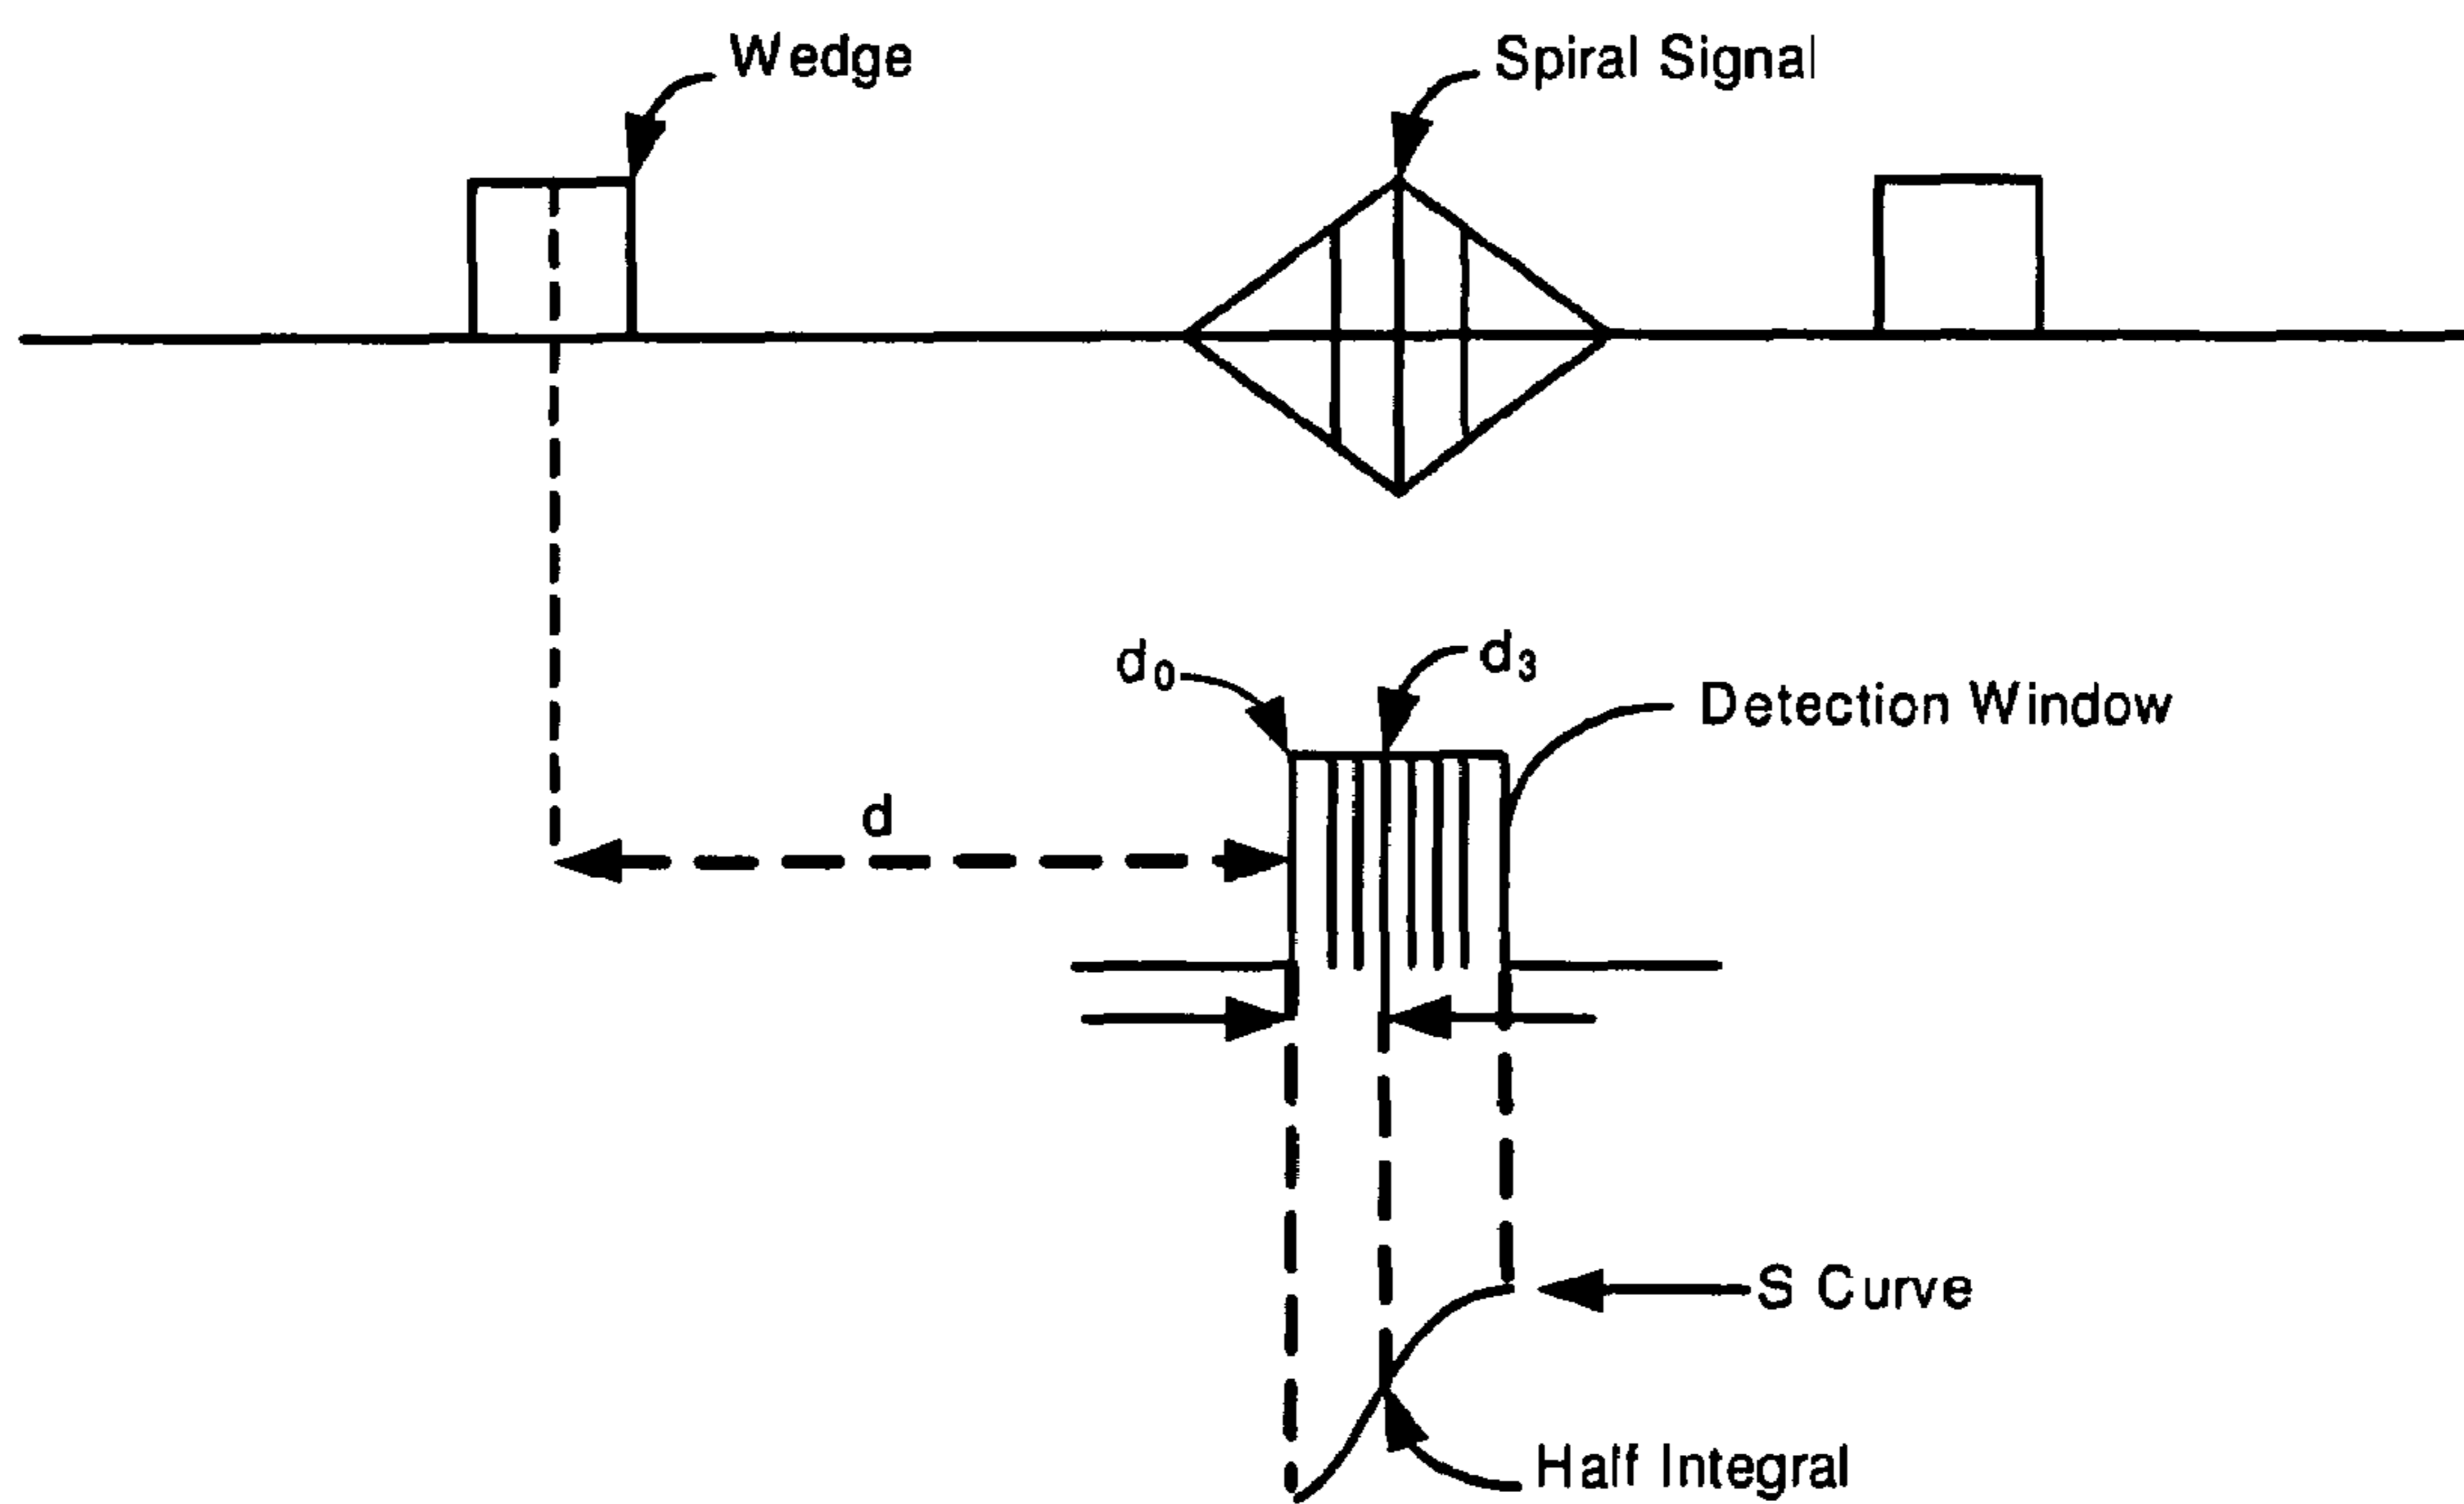 Wedge
Spiral Signal
d₀
d₃
Detection Window
d
S Curve
Half Integral